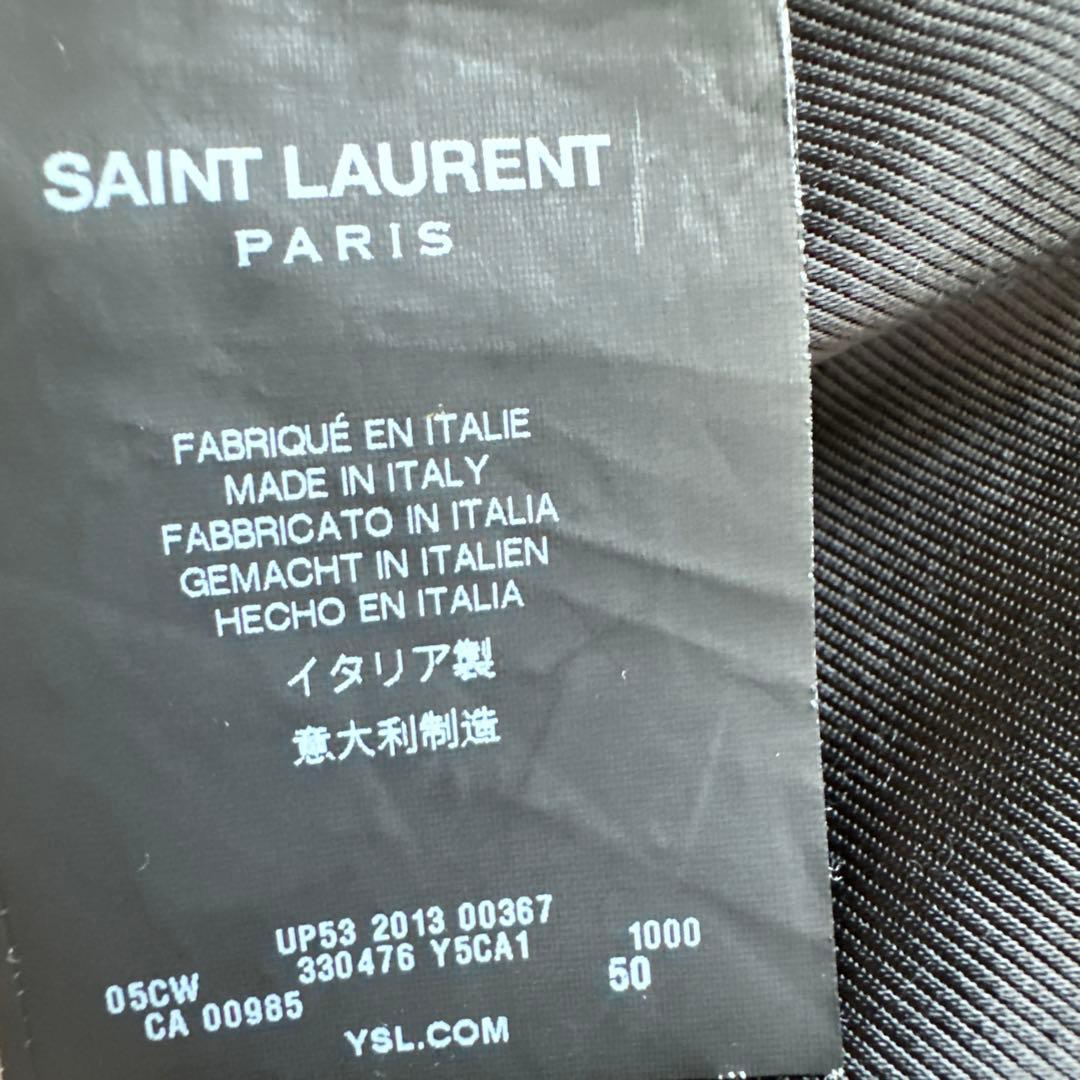 SAINT LAURENT
PARIS
FABRIQUÉ EN ITALIE
MADE IN ITALY
FABBRICATO IN ITALIA
GEMACHT IN ITALIEN
HECHO EN ITALIA
イタリア製
意大利制造
UP53 2013 00367
330476 Y5CA1 1000
05CW 50
CA 00985
YSL.COM